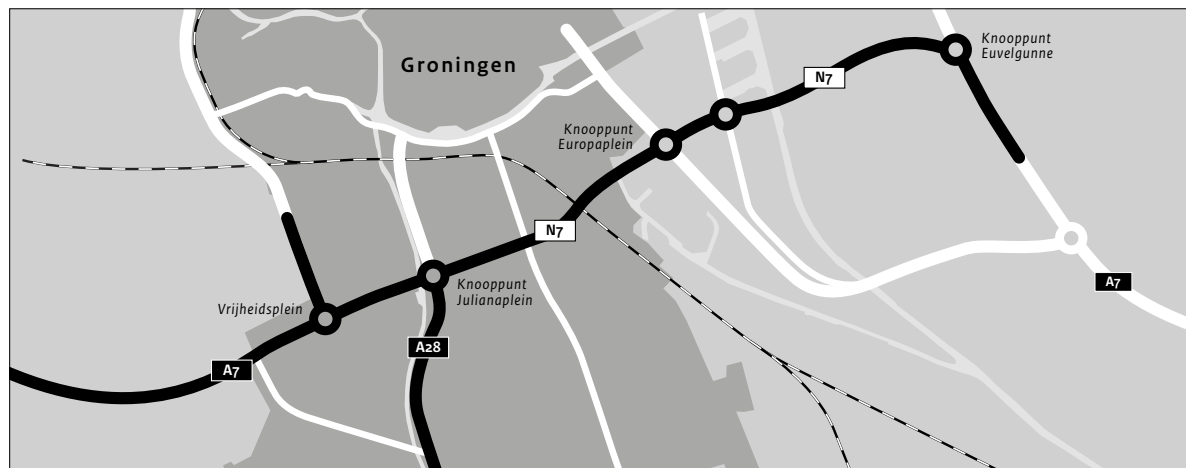 Knooppunt
Euvelgunne
Groningen
N7
Knooppunt
Europaplein
N7
Knooppunt
Julianaplein
A7
Vrijheidsplein
A28
A7